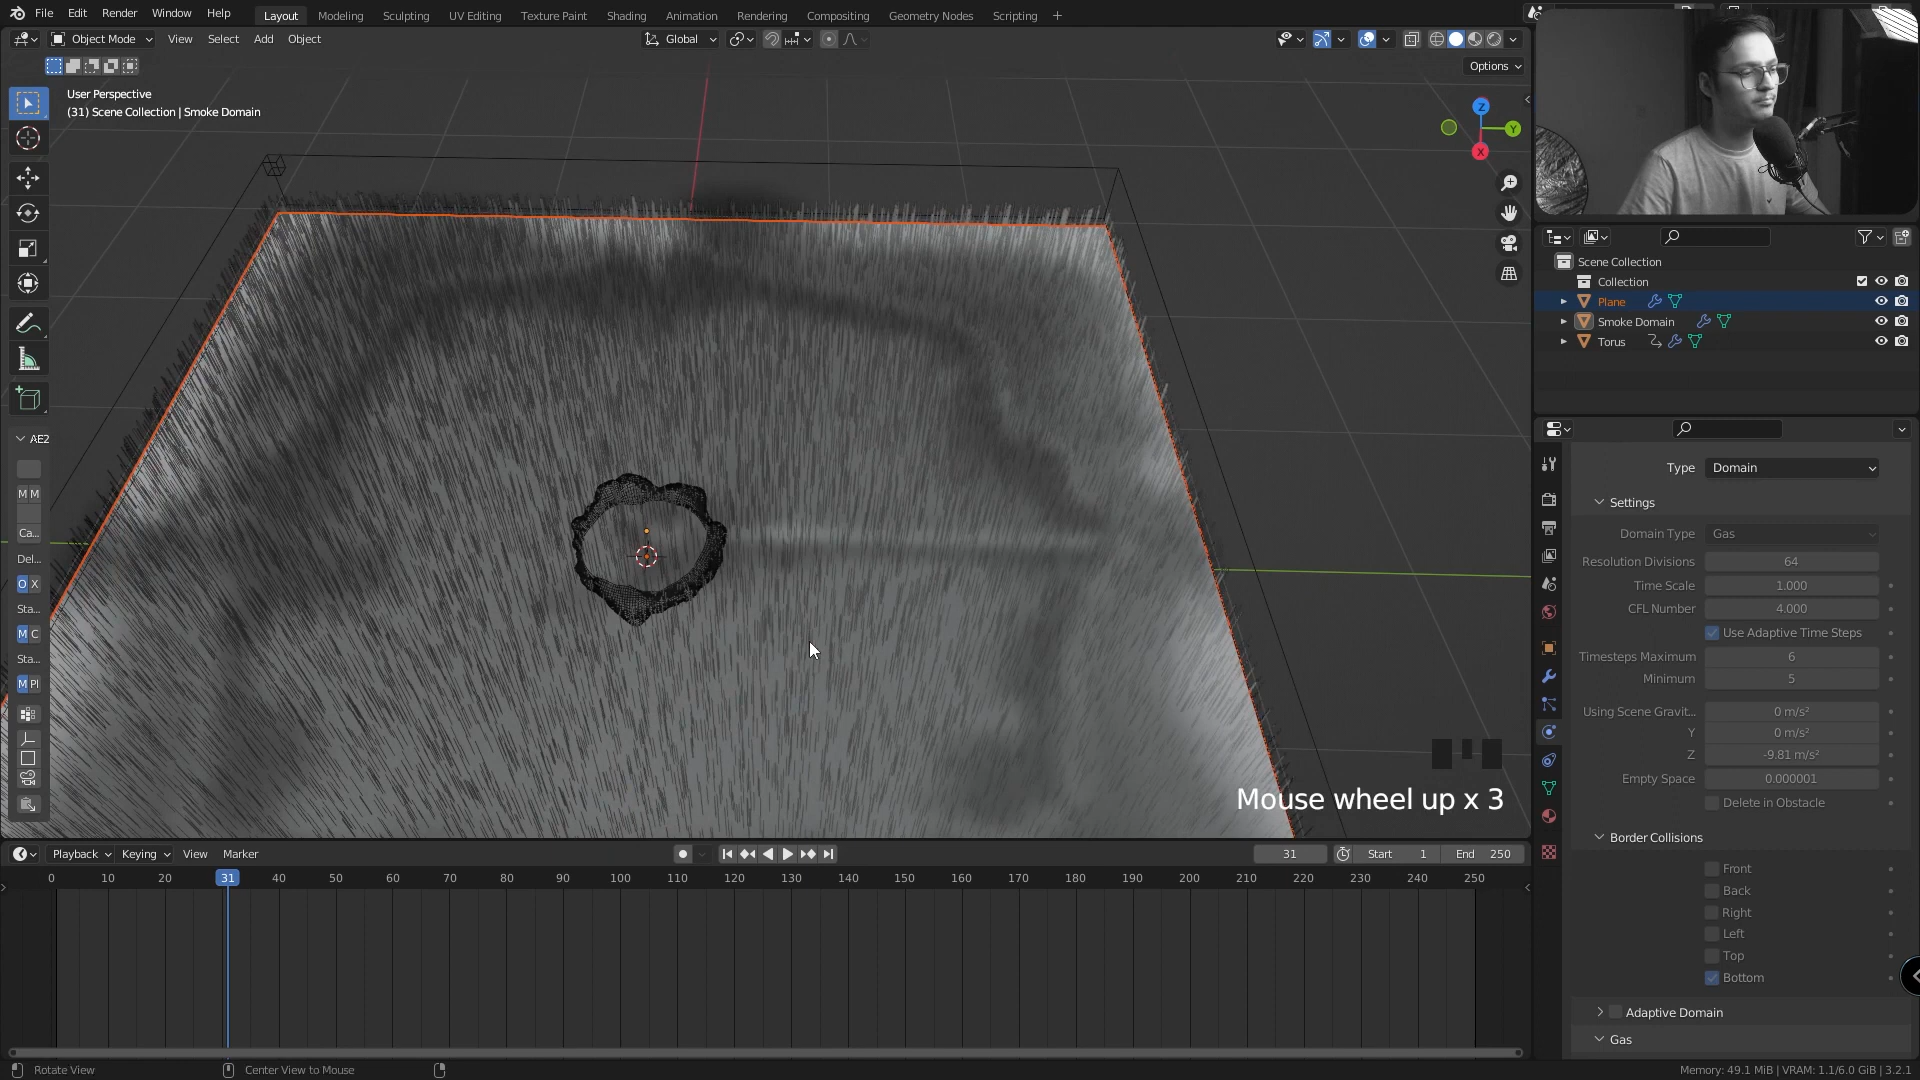 File Edit Render Window Help Layout Modeling Sculpting UV Editing Texture Paint Shading Animation Rendering Compositing Geometry Nodes Scripting +
Object Mode View Select Add Object Global
Options
User Perspective
(31) Scene Collection | Smoke Domain
Z
Y
X
AE2
M M
Ca...
Del...
O X
Sta...
M C
Sta...
M Pl
Mouse wheel up x 3
Scene Collection
Collection
Plane
Smoke Domain
Torus
Type Domain
Settings
Domain Type Gas
Resolution Divisions 64
Time Scale 1.000
CFL Number 4.000
Use Adaptive Time Steps
Timesteps Maximum 6
Minimum 5
Using Scene Gravit... 0 m/s²
Y 0 m/s²
Z -9.81 m/s²
Empty Space 0.000001
Delete in Obstacle
Border Collisions
Front
Back
Right
Left
Top
Bottom
Adaptive Domain
Gas
Playback Keying View Marker 31 Start 1 End 250
0 10 20 31 40 50 60 70 80 90 100 110 120 130 140 150 160 170 180 190 200 210 220 230 240 250
Rotate View Center View to Mouse Memory: 49.1 MiB | VRAM: 1.1/6.0 GiB | 3.2.1